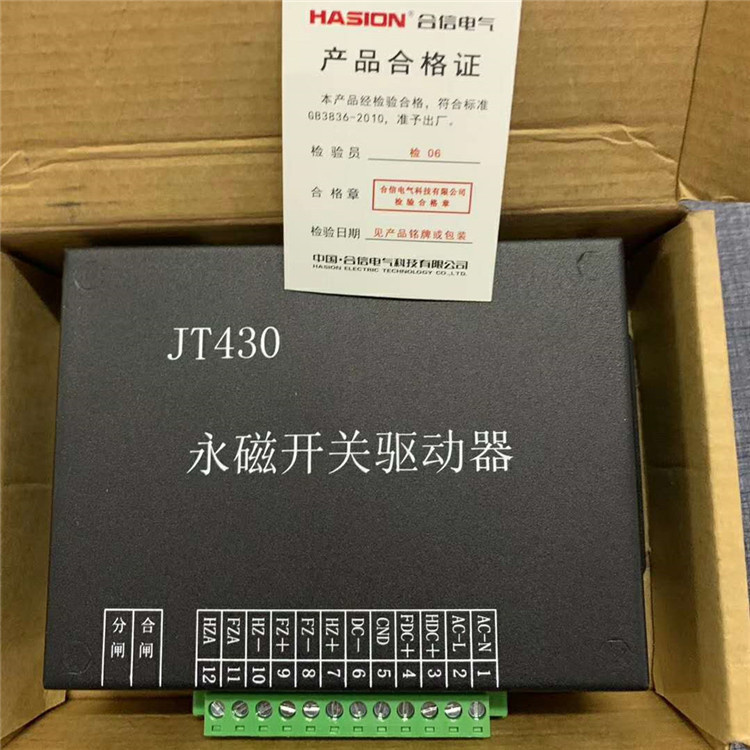 HASION® 合信电气
产品合格证
本产品经检验合格，符合标准
GB3836-2010，准予出厂。
检验员 检 06
合格章 合信电气科技有限公司
检验合格章
检验日期 见产品铭牌或包装
中国·合信电气科技有限公司
HASION ELECTRIC TECHNOLOGY CO.,LTD
JT430
永磁开关驱动器
分闸
合闸
HZA 12
FZA 11
HZ- 10
FZ+ 9
FZ- 8
HZ+ 7
DC- 6
CND 5
FDC+ 4
HDC+ 3
AC-L 2
AC-N 1